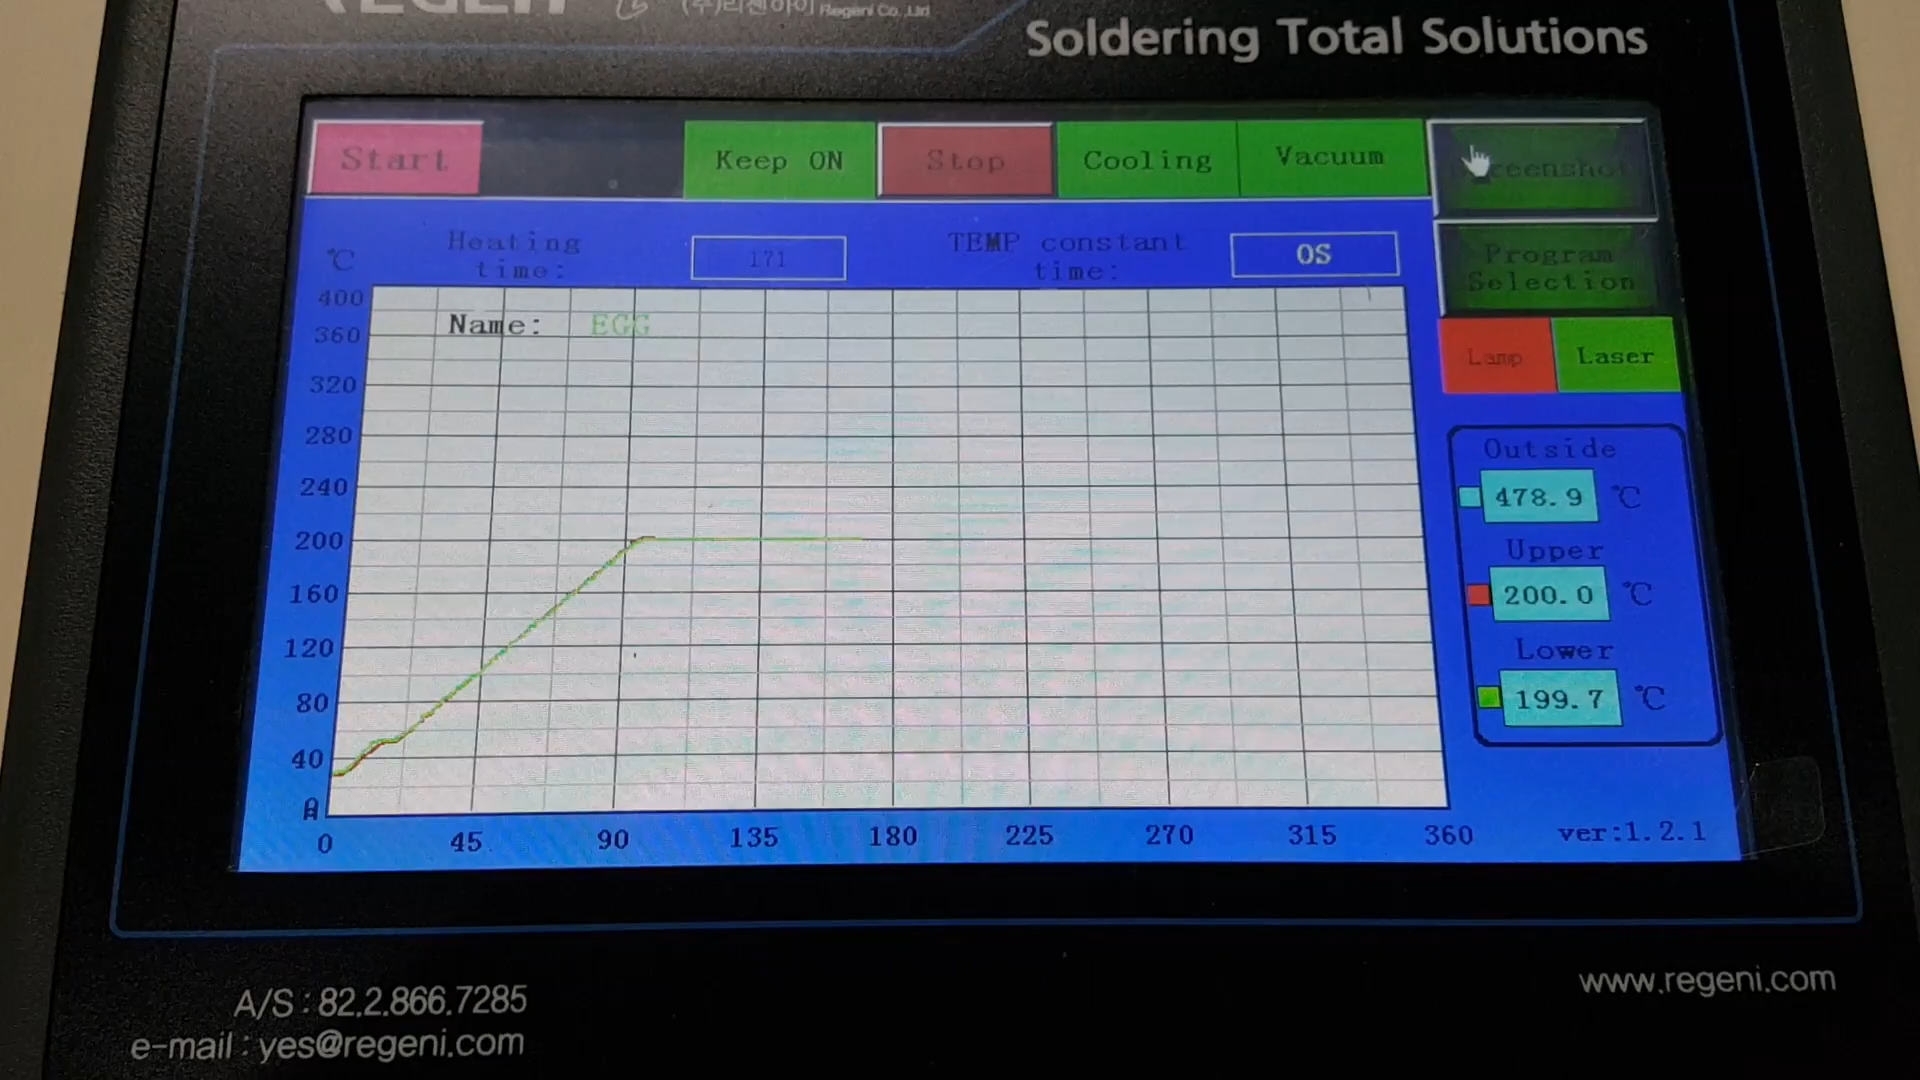 (주)리젠아이 Regeni Co.,Ltd
Soldering Total Solutions
Start
Keep ON
Stop
Cooling
Vacuum
Program
Selection
℃
Heating
time:
171
TEMP constant
time:
0S
Lamp
Laser
Name: EGG
400
360
320
280
240
200
160
120
80
40
0
0
45
90
135
180
225
270
315
360
Outside
478.9 ℃
Upper
200.0 ℃
Lower
199.7 ℃
ver:1.2.1
A/S : 82.2.866.7285
e-mail : yes@regeni.com
www.regeni.com